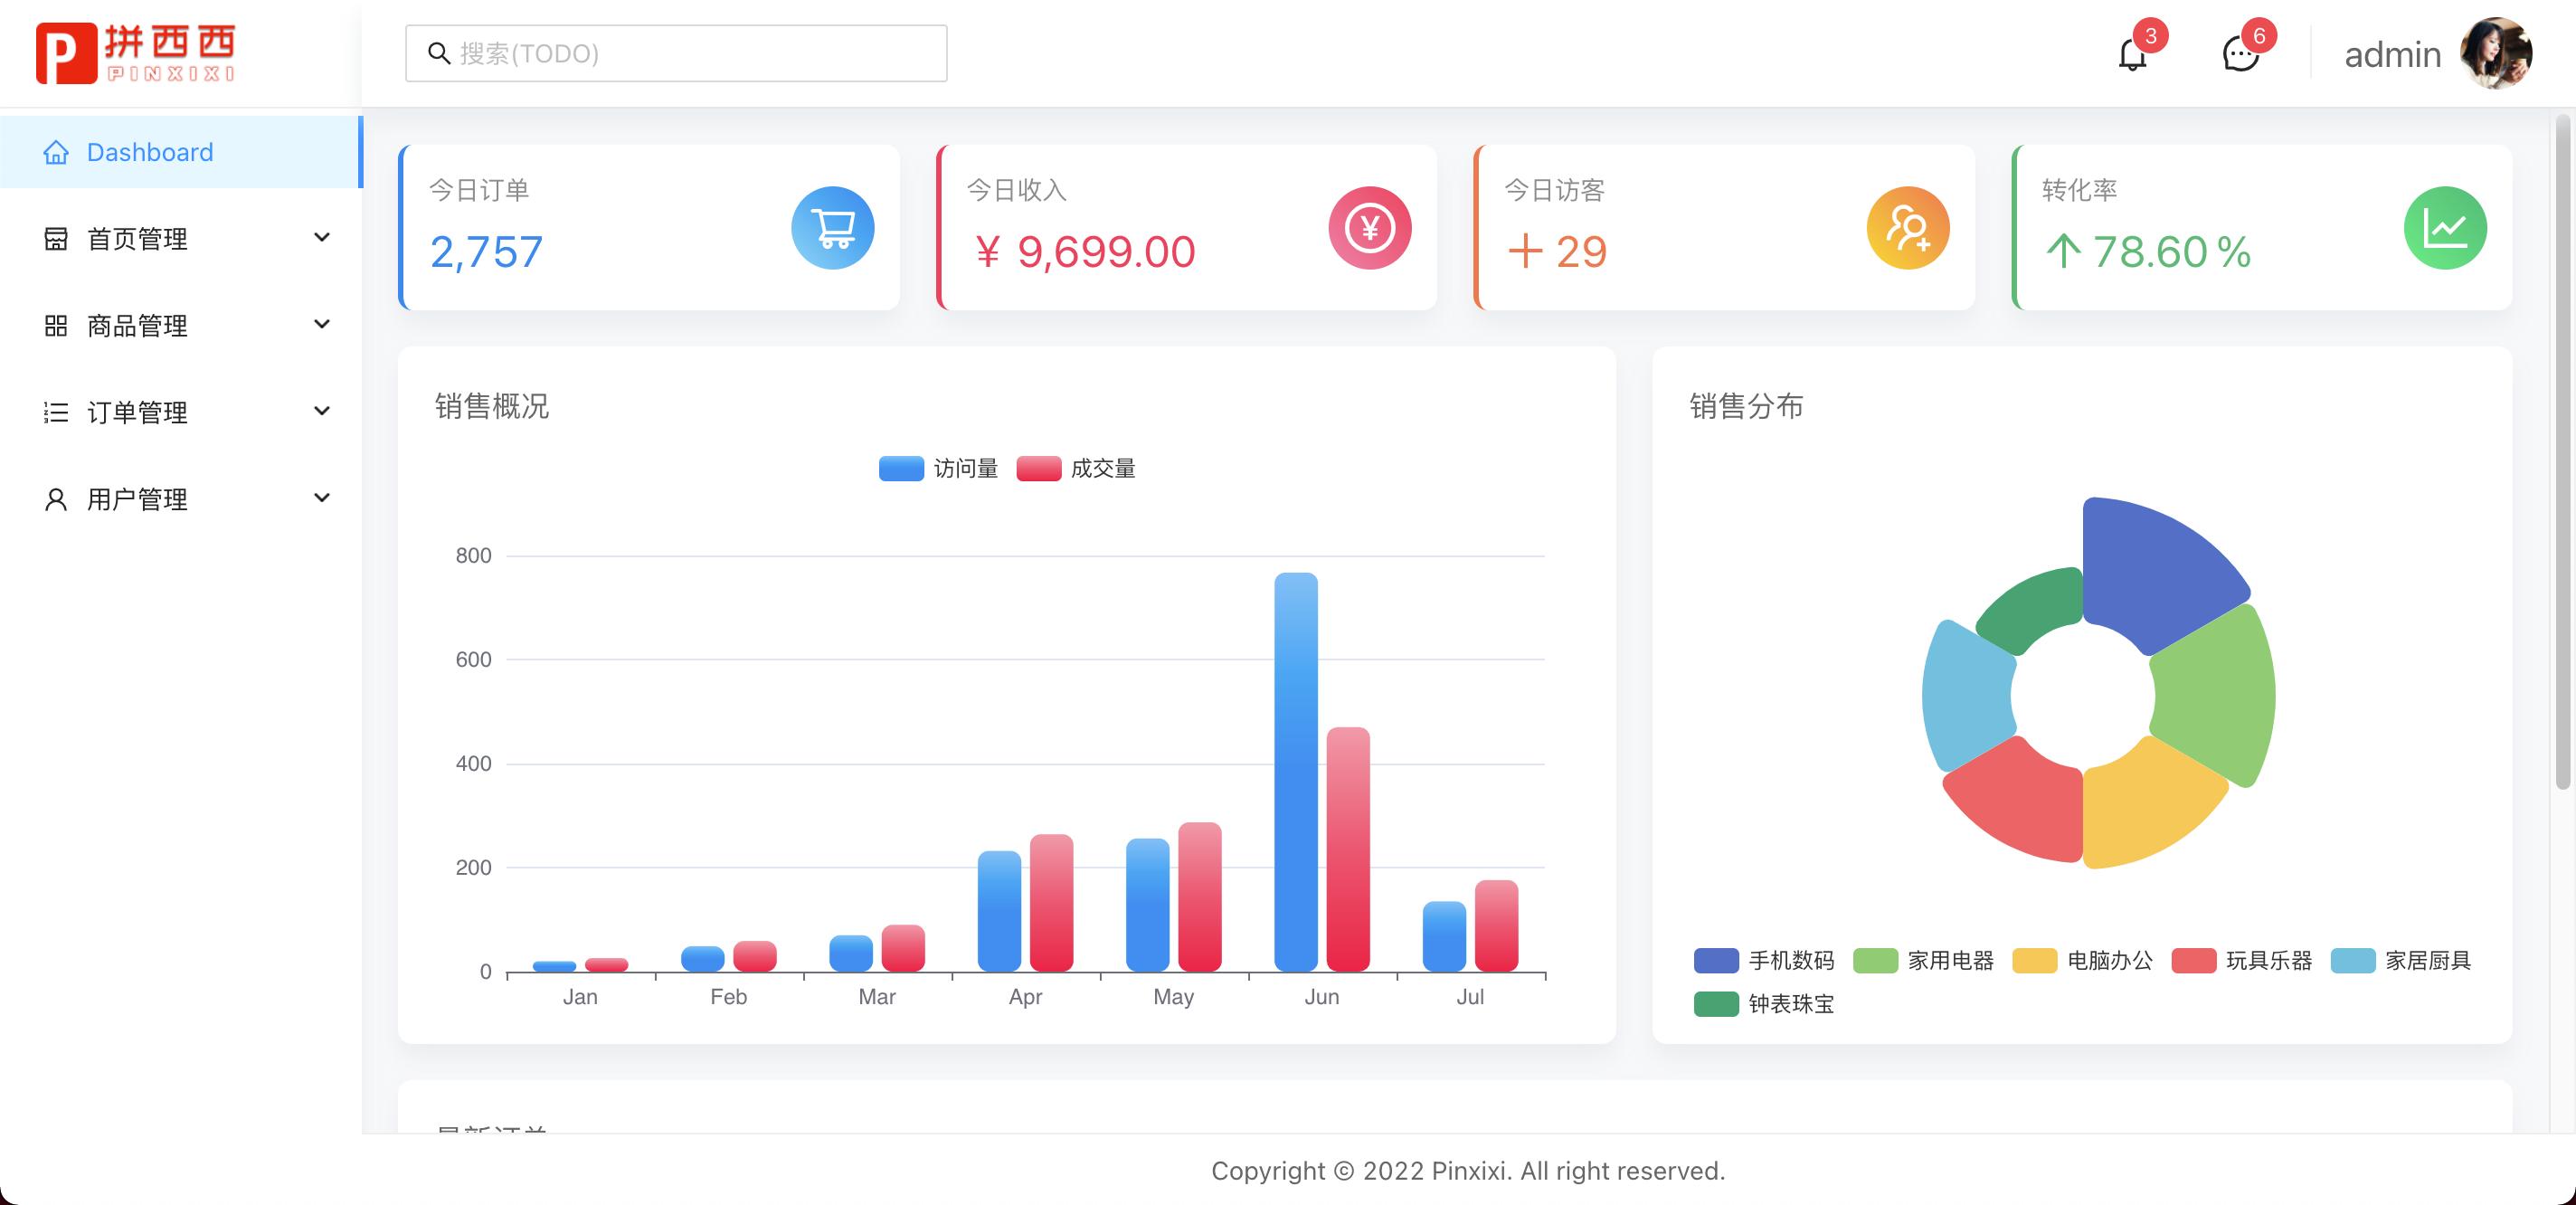 P 拼西西
PINXIXI
搜索(TODO)
3
6
admin
Dashboard
首页管理
商品管理
订单管理
用户管理
今日订单
2,757
今日收入
¥ 9,699.00
¥
今日访客
+ 29
转化率
↑ 78.60 %
销售概况
访问量 成交量
800
600
400
200
0
Jan Feb Mar Apr May Jun Jul
销售分布
手机数码 家用电器 电脑办公 玩具乐器 家居厨具
钟表珠宝
最新订单
Copyright © 2022 Pinxixi. All right reserved.